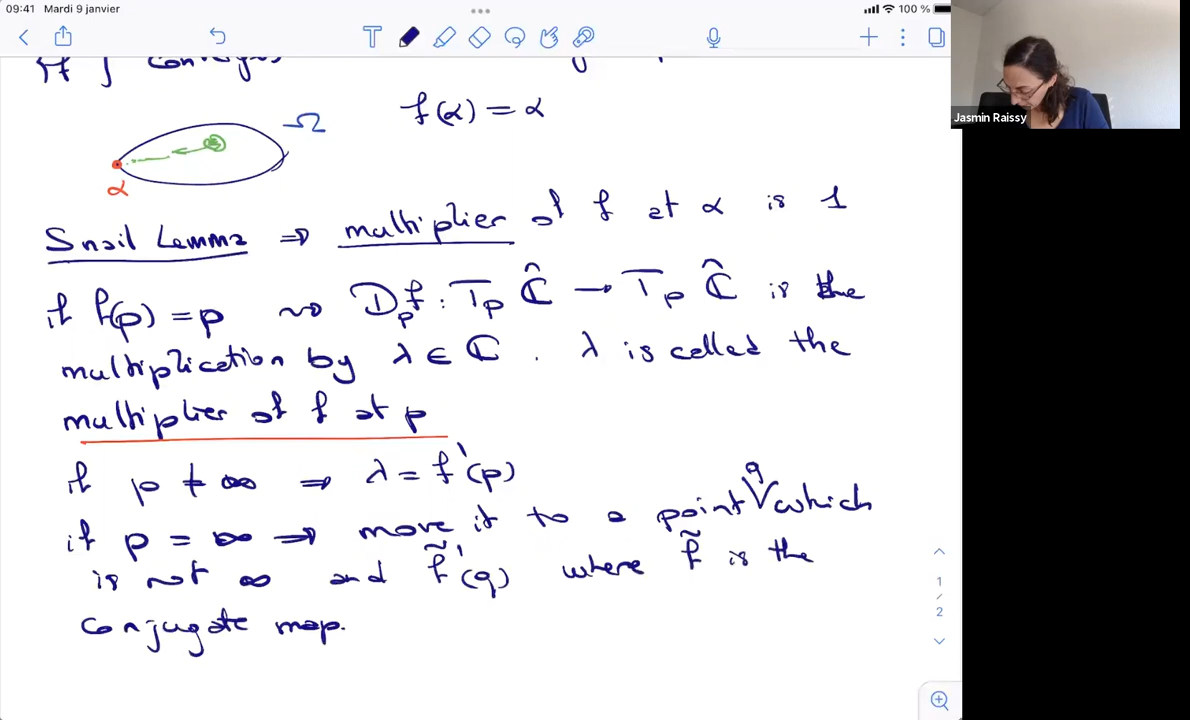 09:41 Mardi 9 janvier
100 %
Jasmin Raissy
f(α) = α
Ω
α
Snail Lemma ⇒ multiplier of f at α is 1
if f(p) = p ⇝ D_p f : T_p Ĉ → T_p Ĉ is the
multiplication by λ ∈ ℂ . λ is called the
multiplier of f at p
if p ≠ ∞ ⇒ λ = f'(p)
if p = ∞ ⇒ move it to a point q which
is not ∞ and f̃'(q) where f̃ is the
conjugate map.
1
/
2